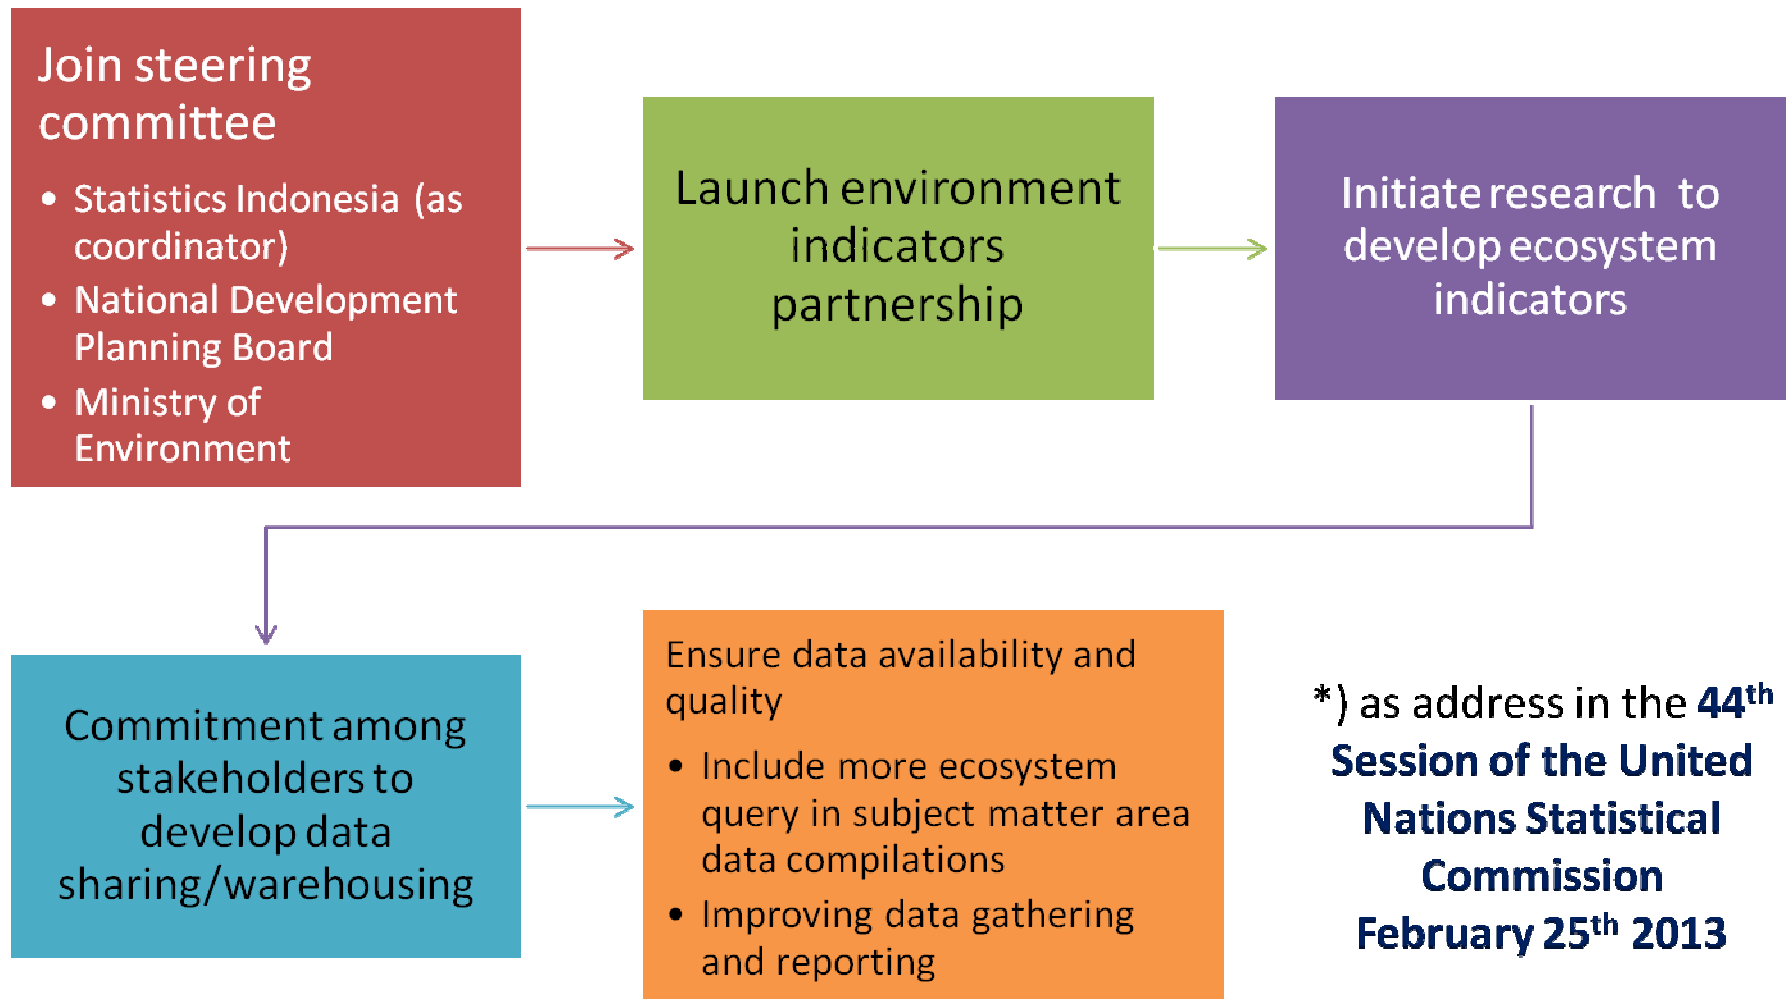 Join steering
committee
• Statistics Indonesia (as
coordinator)
• National Development
Planning Board
• Ministry of
Environment
Launch environment
indicators
partnership
Initiate research to
develop ecosystem
indicators
Commitment among
stakeholders to
develop data
sharing/warehousing
Ensure data availability and
quality
• Include more ecosystem
query in subject matter area
data compilations
• Improving data gathering
and reporting
*) as address in the 44th
Session of the United
Nations Statistical
Commission
February 25th 2013